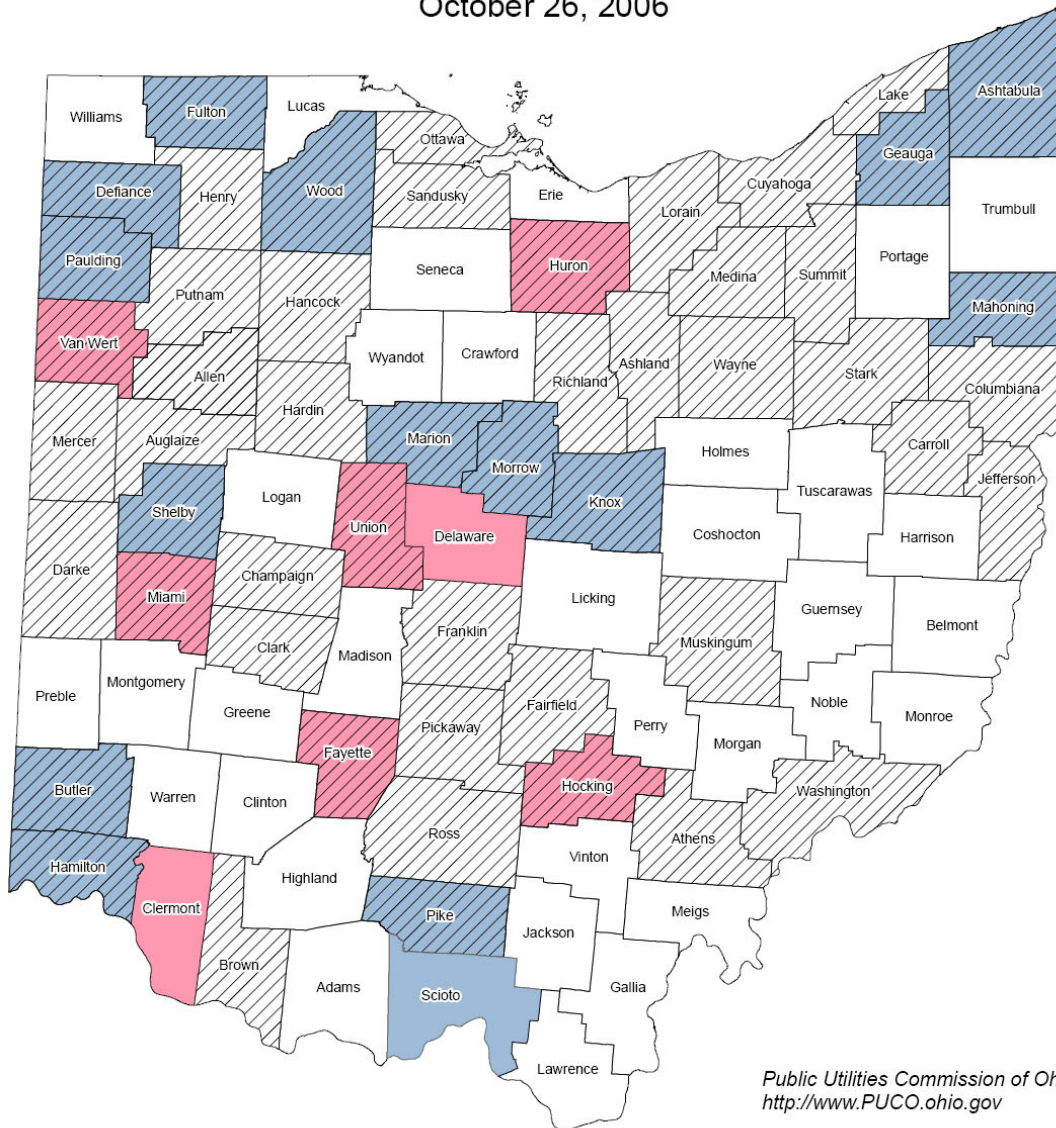 October 26, 2006
Williams
Fulton
Lucas
Ottawa
Lake
Ashtabula
Geauga
Defiance
Henry
Wood
Sandusky
Erie
Lorain
Cuyahoga
Trumbull
Paulding
Putnam
Hancock
Seneca
Huron
Medina
Summit
Portage
Mahoning
Van Wert
Allen
Wyandot
Crawford
Richland
Ashland
Wayne
Stark
Columbiana
Mercer
Auglaize
Hardin
Marion
Morrow
Holmes
Carroll
Jefferson
Shelby
Logan
Union
Delaware
Knox
Coshocton
Tuscarawas
Harrison
Darke
Miami
Champaign
Licking
Guernsey
Belmont
Clark
Madison
Franklin
Muskingum
Preble
Montgomery
Greene
Pickaway
Fairfield
Perry
Noble
Monroe
Butler
Warren
Clinton
Fayette
Hocking
Morgan
Washington
Hamilton
Highland
Ross
Vinton
Athens
Clermont
Pike
Jackson
Meigs
Brown
Adams
Scioto
Gallia
Lawrence
Public Utilities Commission of Oh
http://www.PUCO.ohio.gov